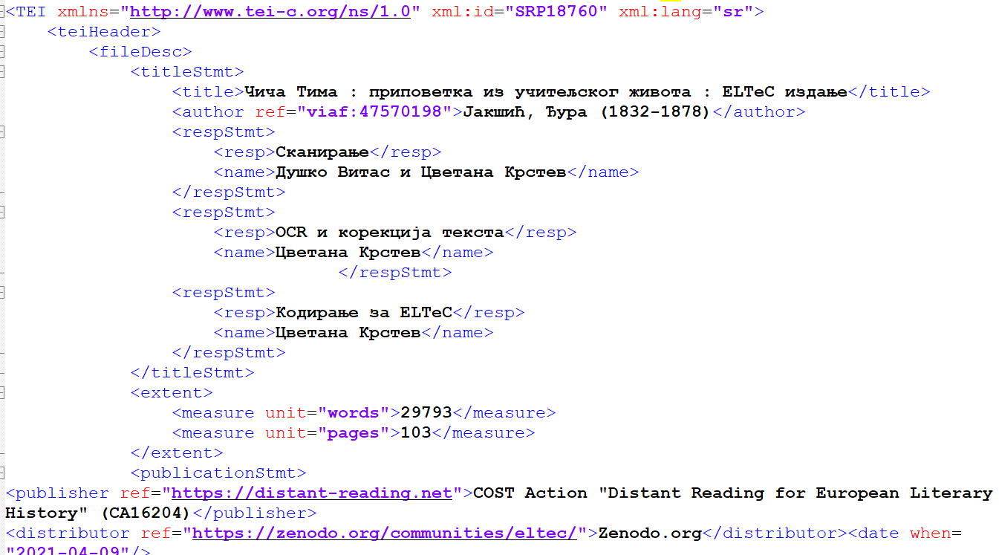 <TEI xmlns="http://www.tei-c.org/ns/1.0" xml:id="SRP18760" xml:lang="sr">
<teiHeader>
<fileDesc>
<titleStmt>
<title>Чича Тима : приповетка из учитељског живота : ELTeC издање</title>
<author ref="viaf:47570198">Јакшић, Ђура (1832-1878)</author>
<respStmt>
<resp>Сканирање</resp>
<name>Душко Витас и Цветана Крстев</name>
</respStmt>
<respStmt>
<resp>OCR и корекција текста</resp>
<name>Цветана Крстев</name>
</respStmt>
<respStmt>
<resp>Кодирање за ELTeC</resp>
<name>Цветана Крстев</name>
</respStmt>
</titleStmt>
<extent>
<measure unit="words">29793</measure>
<measure unit="pages">103</measure>
</extent>
<publicationStmt>
<publisher ref="https://distant-reading.net">COST Action "Distant Reading for European Literary
History" (CA16204)</publisher>
<distributor ref="https://zenodo.org/communities/eltec/">Zenodo.org</distributor><date when=
"2021-04-09"/>